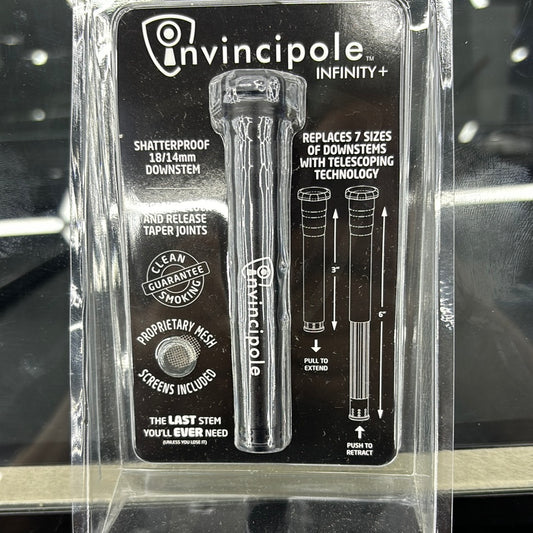 invincipole™
INFINITY+
SHATTERPROOF
18/14mm
DOWNSTEM
REPLACES 7 SIZES
OF DOWNSTEMS
WITH TELESCOPING
TECHNOLOGY
AND RELEASE
TAPER JOINTS
CLEAN
GUARANTEE
SMOKING
PROPRIETARY MESH
SCREENS INCLUDED
THE LAST STEM
YOU'LL EVER NEED
(UNLESS YOU LOSE IT)
invincipole
3"
6"
PULL TO
EXTEND
PUSH TO
RETRACT